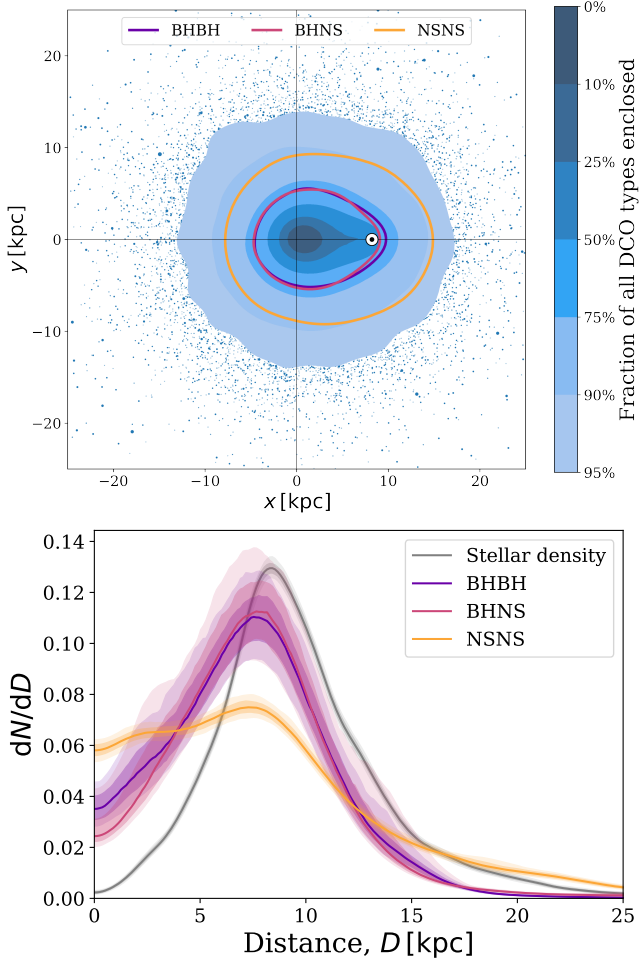 BHBH BHNS NSNS
20
10
0
−10
−20
y [kpc]
−20 −10 0 10 20
x [kpc]
0%
10%
25%
50%
75%
90%
95%
Fraction of all DCO types enclosed
0.14
0.12
0.10
0.08
0.06
0.04
0.02
0.00
dN/dD
Stellar density
BHBH
BHNS
NSNS
0 5 10 15 20 25
Distance, D [kpc]